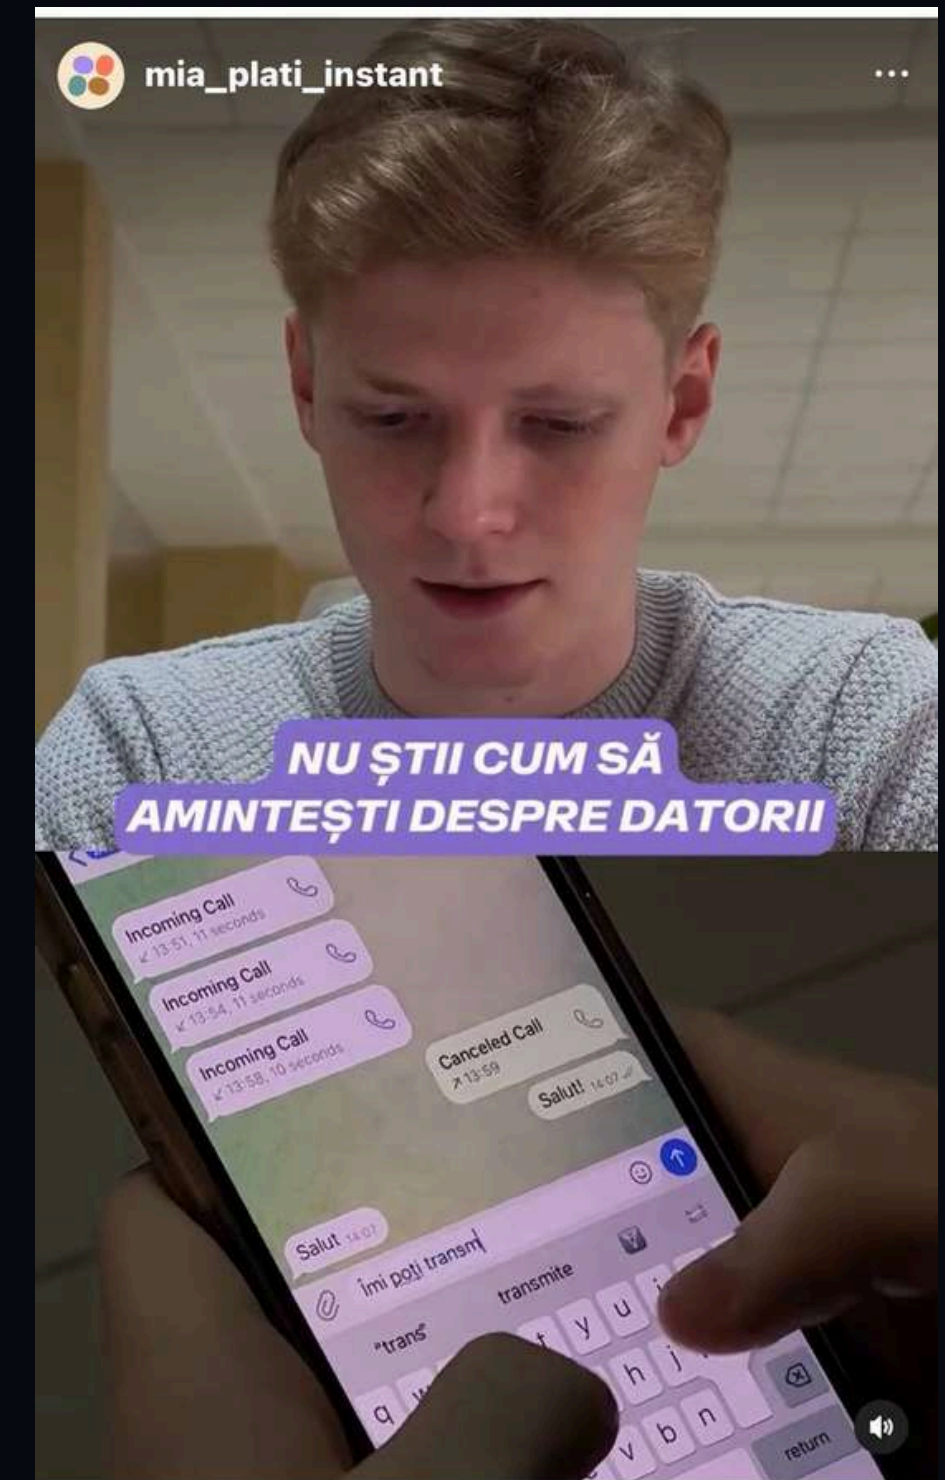 mia_plati_instant
NU ȘTII CUM SĂ
AMINTEȘTI DESPRE DATORII
Incoming Call
↙ 13:51, 11 seconds
Incoming Call
↙ 13:54, 11 seconds
Incoming Call
↙ 13:58, 10 seconds
Canceled Call
↗ 13:59
Salut! 14:07
Salut 14:07
Îmi poți transm
"trans" transmite
t y u
q h j
v b n
return